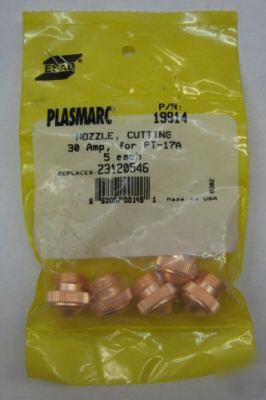 ESAB
PLASMARC®
P/N:
19914
NOZZLE, CUTTING
30 Amp, for PT-17A
5 each
REPLACES 23120546
Made in USA